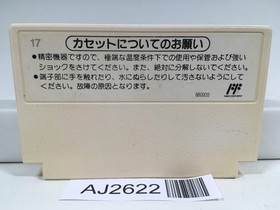 17
カセットについてのお願い
●精密機器ですので、極端な温度条件下での使用や保管および強い
ショックをさけてください。また、絶対に分解しないでください。
●端子部に手を触れたり、水にぬらしたりして汚さないようにして
ください。故障の原因となります。
AJ2622